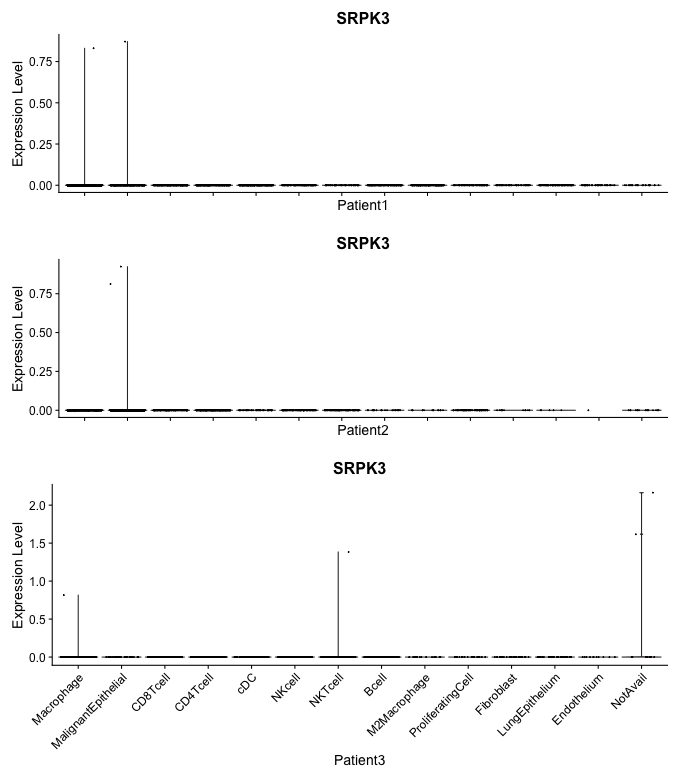 SRPK3
Expression Level
0.75
0.50
0.25
0.00
Patient1
SRPK3
Expression Level
0.75
0.50
0.25
0.00
Patient2
SRPK3
Expression Level
2.0
1.5
1.0
0.5
0.0
Macrophage
MalignantEpithelial
CD8Tcell
CD4Tcell
cDC
NKcell
NKTcell
Bcell
M2Macrophage
ProliferatingCell
Fibroblast
LungEpithelium
Endothelium
NotAvail
Patient3